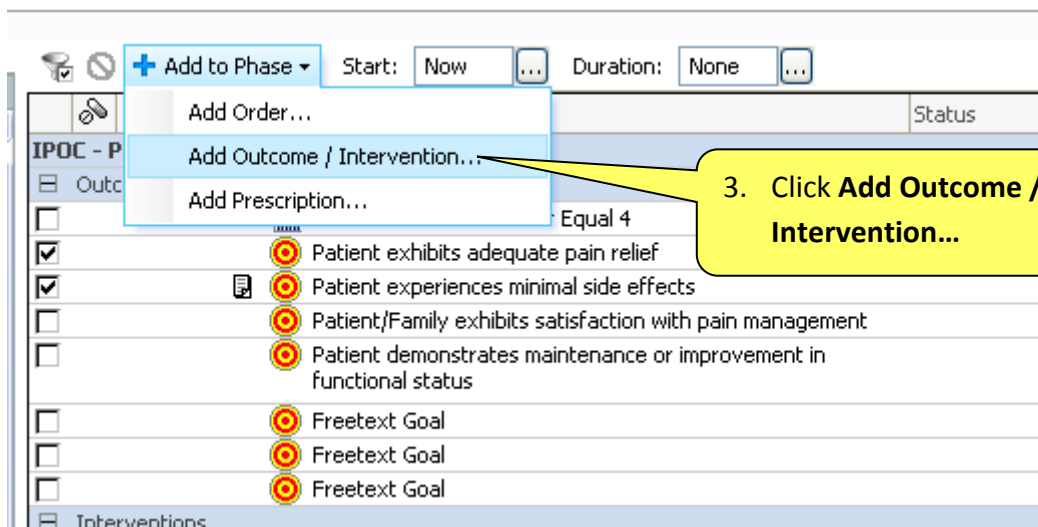 Add to Phase Start: Now ... Duration: None ...
Add Order...
Status
IPOC - P
Add Outcome / Intervention...
Outc
3. Click Add Outcome /
Intervention…
Add Prescription...
Equal 4
Patient exhibits adequate pain relief
Patient experiences minimal side effects
Patient/Family exhibits satisfaction with pain management
Patient demonstrates maintenance or improvement in
functional status
Freetext Goal
Freetext Goal
Freetext Goal
Interventions